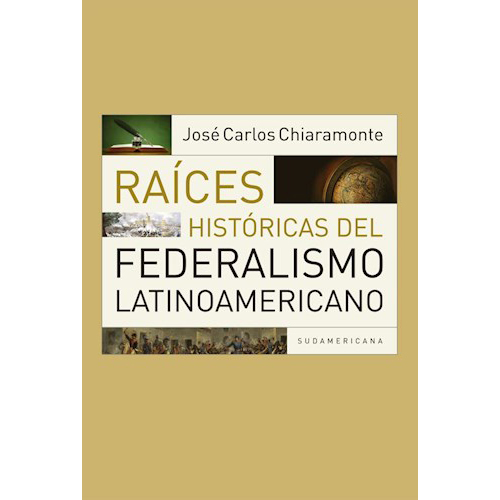 José Carlos Chiaramonte
RAÍCES
HISTÓRICAS DEL
FEDERALISMO
LATINOAMERICANO
SUDAMERICANA